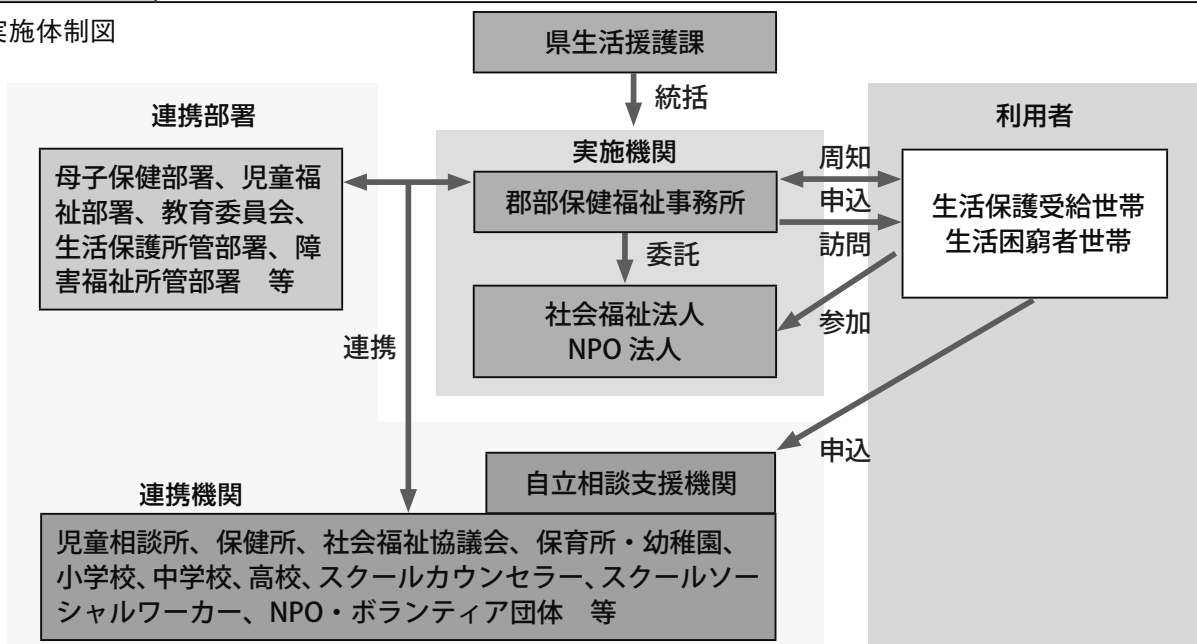 実施体制図
県生活援護課
統括
連携部署
母子保健部署、児童福
祉部署、教育委員会、
生活保護所管部署、障
害福祉所管部署　等
実施機関
郡部保健福祉事務所
委託
社会福祉法人
NPO 法人
周知
申込
訪問
参加
利用者
生活保護受給世帯
生活困窮者世帯
連携
申込
自立相談支援機関
連携機関
児童相談所、保健所、社会福祉協議会、保育所・幼稚園、
小学校、中学校、高校、スクールカウンセラー、スクールソー
シャルワーカー、NPO・ボランティア団体　等